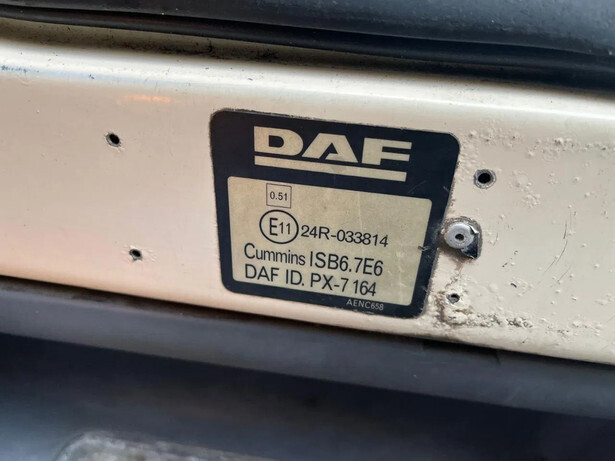 DAF
0.51
E11 24R-033814
Cummins ISB6.7E6
DAF ID. PX-7 164
AENC658